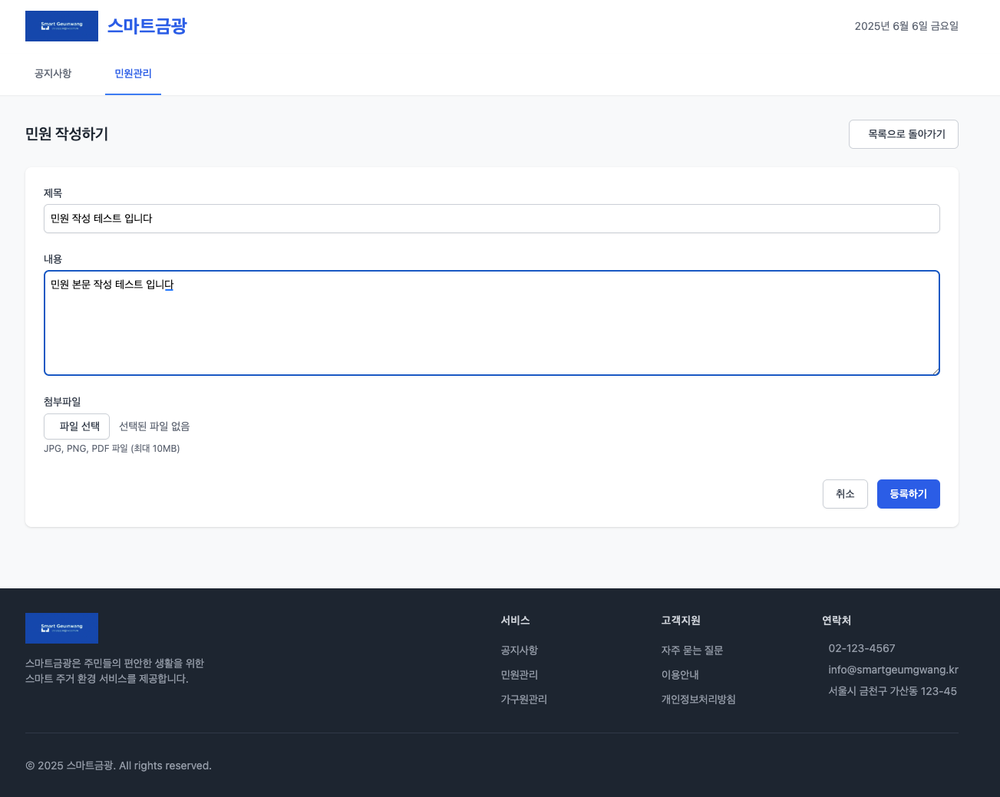 Smart Geumwang
스마트금광
2025년 6월 6일 금요일
공지사항
민원관리
민원 작성하기
목록으로 돌아가기
제목
민원 작성 테스트 입니다
내용
민원 본문 작성 테스트 입니다
첨부파일
파일 선택
선택된 파일 없음
JPG, PNG, PDF 파일 (최대 10MB)
취소
등록하기
Smart Geumwang
스마트금광은 주민들의 편안한 생활을 위한
스마트 주거 환경 서비스를 제공합니다.
서비스
공지사항
민원관리
가구원관리
고객지원
자주 묻는 질문
이용안내
개인정보처리방침
연락처
02-123-4567
info@smartgeumgwang.kr
서울시 금천구 가산동 123-45
© 2025 스마트금광. All rights reserved.